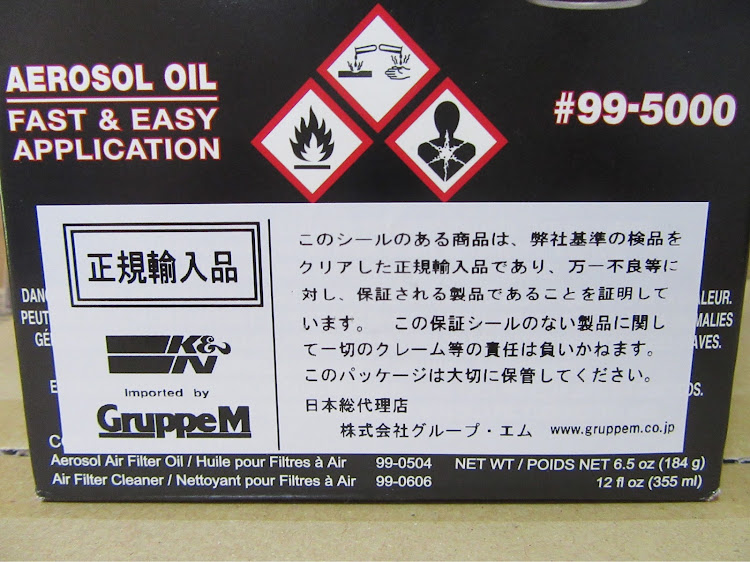 AEROSOL OIL
FAST & EASY
APPLICATION
#99-5000
正規輸入品
K&N
Imported by
GruppeM
このシールのある商品は、弊社基準の検品を
クリアした正規輸入品であり、万一不良等に
対し、保証される製品であることを証明して
います。 この保証シールのない製品に関し
て一切のクレーム等の責任は負いかねます。
このパッケージは大切に保管してください。
日本総代理店
株式会社グループ・エム www.gruppem.co.jp
Aerosol Air Filter Oil / Huile pour Filtres à Air 99-0504 NET WT / POIDS NET 6.5 oz (184 g)
Air Filter Cleaner / Nettoyant pour Filtres à Air 99-0606 12 fl oz (355 ml)